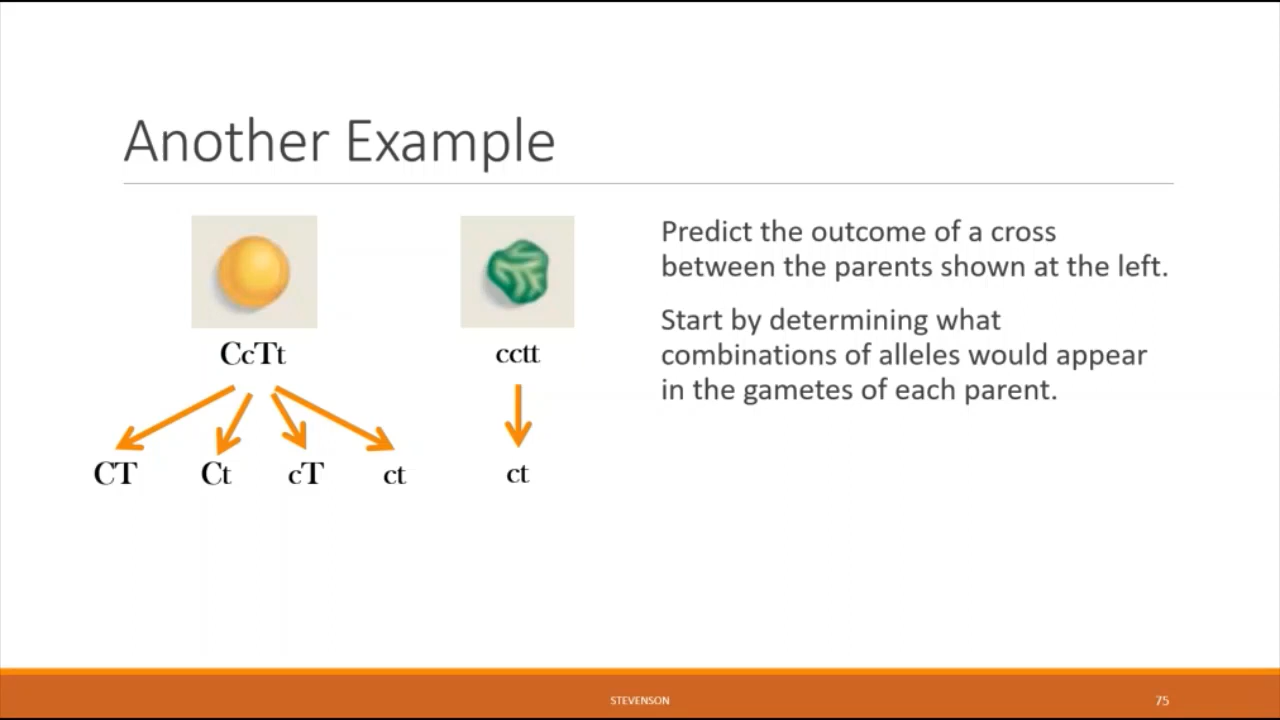 Another Example
CcTt
cctt
CT
Ct
cT
ct
ct
Predict the outcome of a cross
between the parents shown at the left.
Start by determining what
combinations of alleles would appear
in the gametes of each parent.
STEVENSON
75